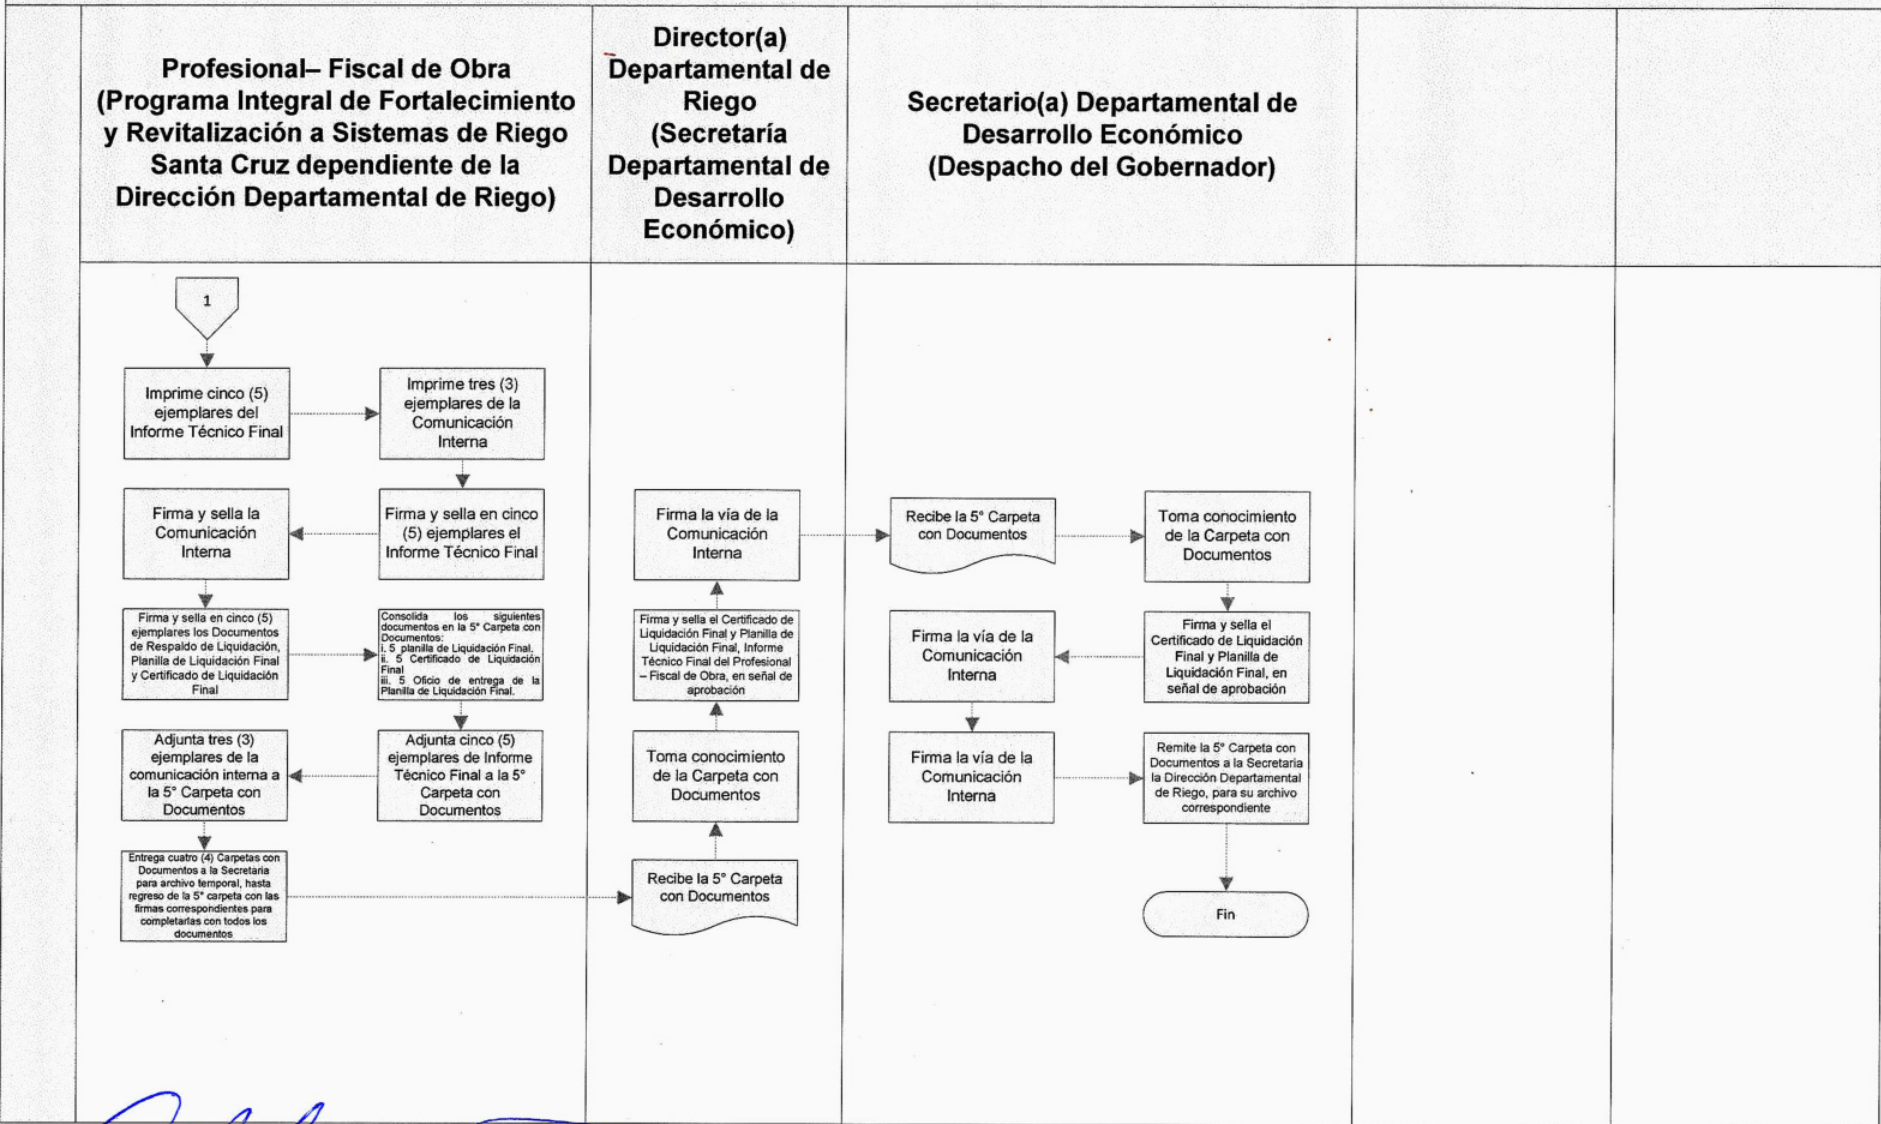 Profesional– Fiscal de Obra
(Programa Integral de Fortalecimiento
y Revitalización a Sistemas de Riego
Santa Cruz dependiente de la
Dirección Departamental de Riego)
Director(a)
Departamental de
Riego
(Secretaría
Departamental de
Desarrollo
Económico)
Secretario(a) Departamental de
Desarrollo Económico
(Despacho del Gobernador)
1
Imprime cinco (5)
ejemplares del
Informe Técnico Final
Imprime tres (3)
ejemplares de la
Comunicación
Interna
Firma y sella en cinco
(5) ejemplares el
Informe Técnico Final
Firma y sella la
Comunicación
Interna
Firma y sella en cinco (5)
ejemplares los Documentos
de Respaldo de Liquidación,
Planilla de Liquidación Final
y Certificado de Liquidación
Final
Consolida los siguientes
documentos en la 5° Carpeta con
Documentos:
i. 5 planilla de Liquidación Final.
ii. 5 Certificado de Liquidación
Final
iii. 5 Oficio de entrega de la
Planilla de Liquidación Final.
Adjunta cinco (5)
ejemplares de Informe
Técnico Final a la 5°
Carpeta con
Documentos
Adjunta tres (3)
ejemplares de la
comunicación interna a
la 5° Carpeta con
Documentos
Entrega cuatro (4) Carpetas con
Documentos a la Secretaria
para archivo temporal, hasta
regreso de la 5° carpeta con las
firmas correspondientes para
completarlas con todos los
documentos
Recibe la 5° Carpeta
con Documentos
Toma conocimiento
de la Carpeta con
Documentos
Firma y sella el Certificado de
Liquidación Final y Planilla de
Liquidación Final, Informe
Técnico Final del Profesional
– Fiscal de Obra, en señal de
aprobación
Firma la vía de la
Comunicación
Interna
Recibe la 5° Carpeta
con Documentos
Toma conocimiento
de la Carpeta con
Documentos
Firma y sella el
Certificado de Liquidación
Final y Planilla de
Liquidación Final, en
señal de aprobación
Firma la vía de la
Comunicación
Interna
Firma la vía de la
Comunicación
Interna
Remite la 5° Carpeta con
Documentos a la Secretaria
la Dirección Departamental
de Riego, para su archivo
correspondiente
Fin